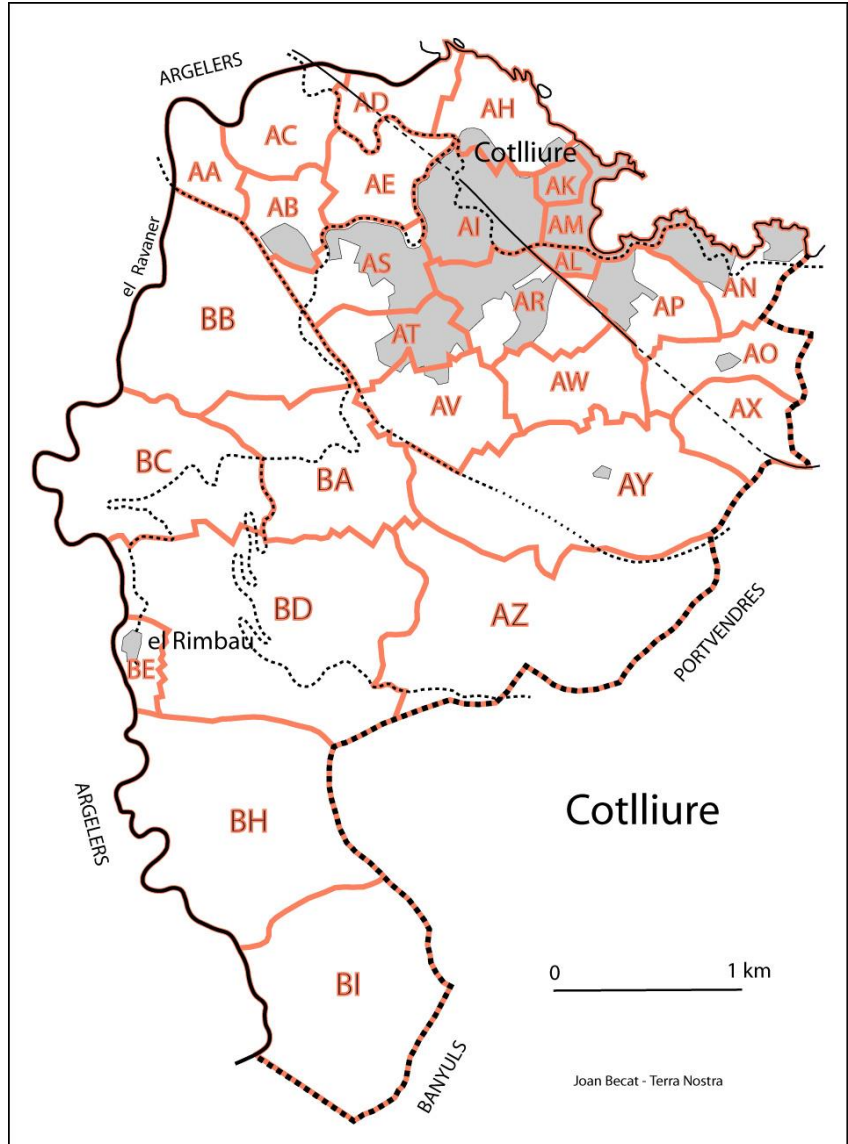 ARGELERS
AD
AH
AC
Cotlliure
AA
AE
AK
AB
AI
AM
el Ravaner
AS
AL
AN
BB
AR
AP
AT
AO
AV
AW
AX
BC
BA
AY
BD
AZ
el Rimbau
BE
PORTVENDRES
ARGELERS
BH
Cotlliure
BI
0 1 km
BANYULS
Joan Becat - Terra Nostra